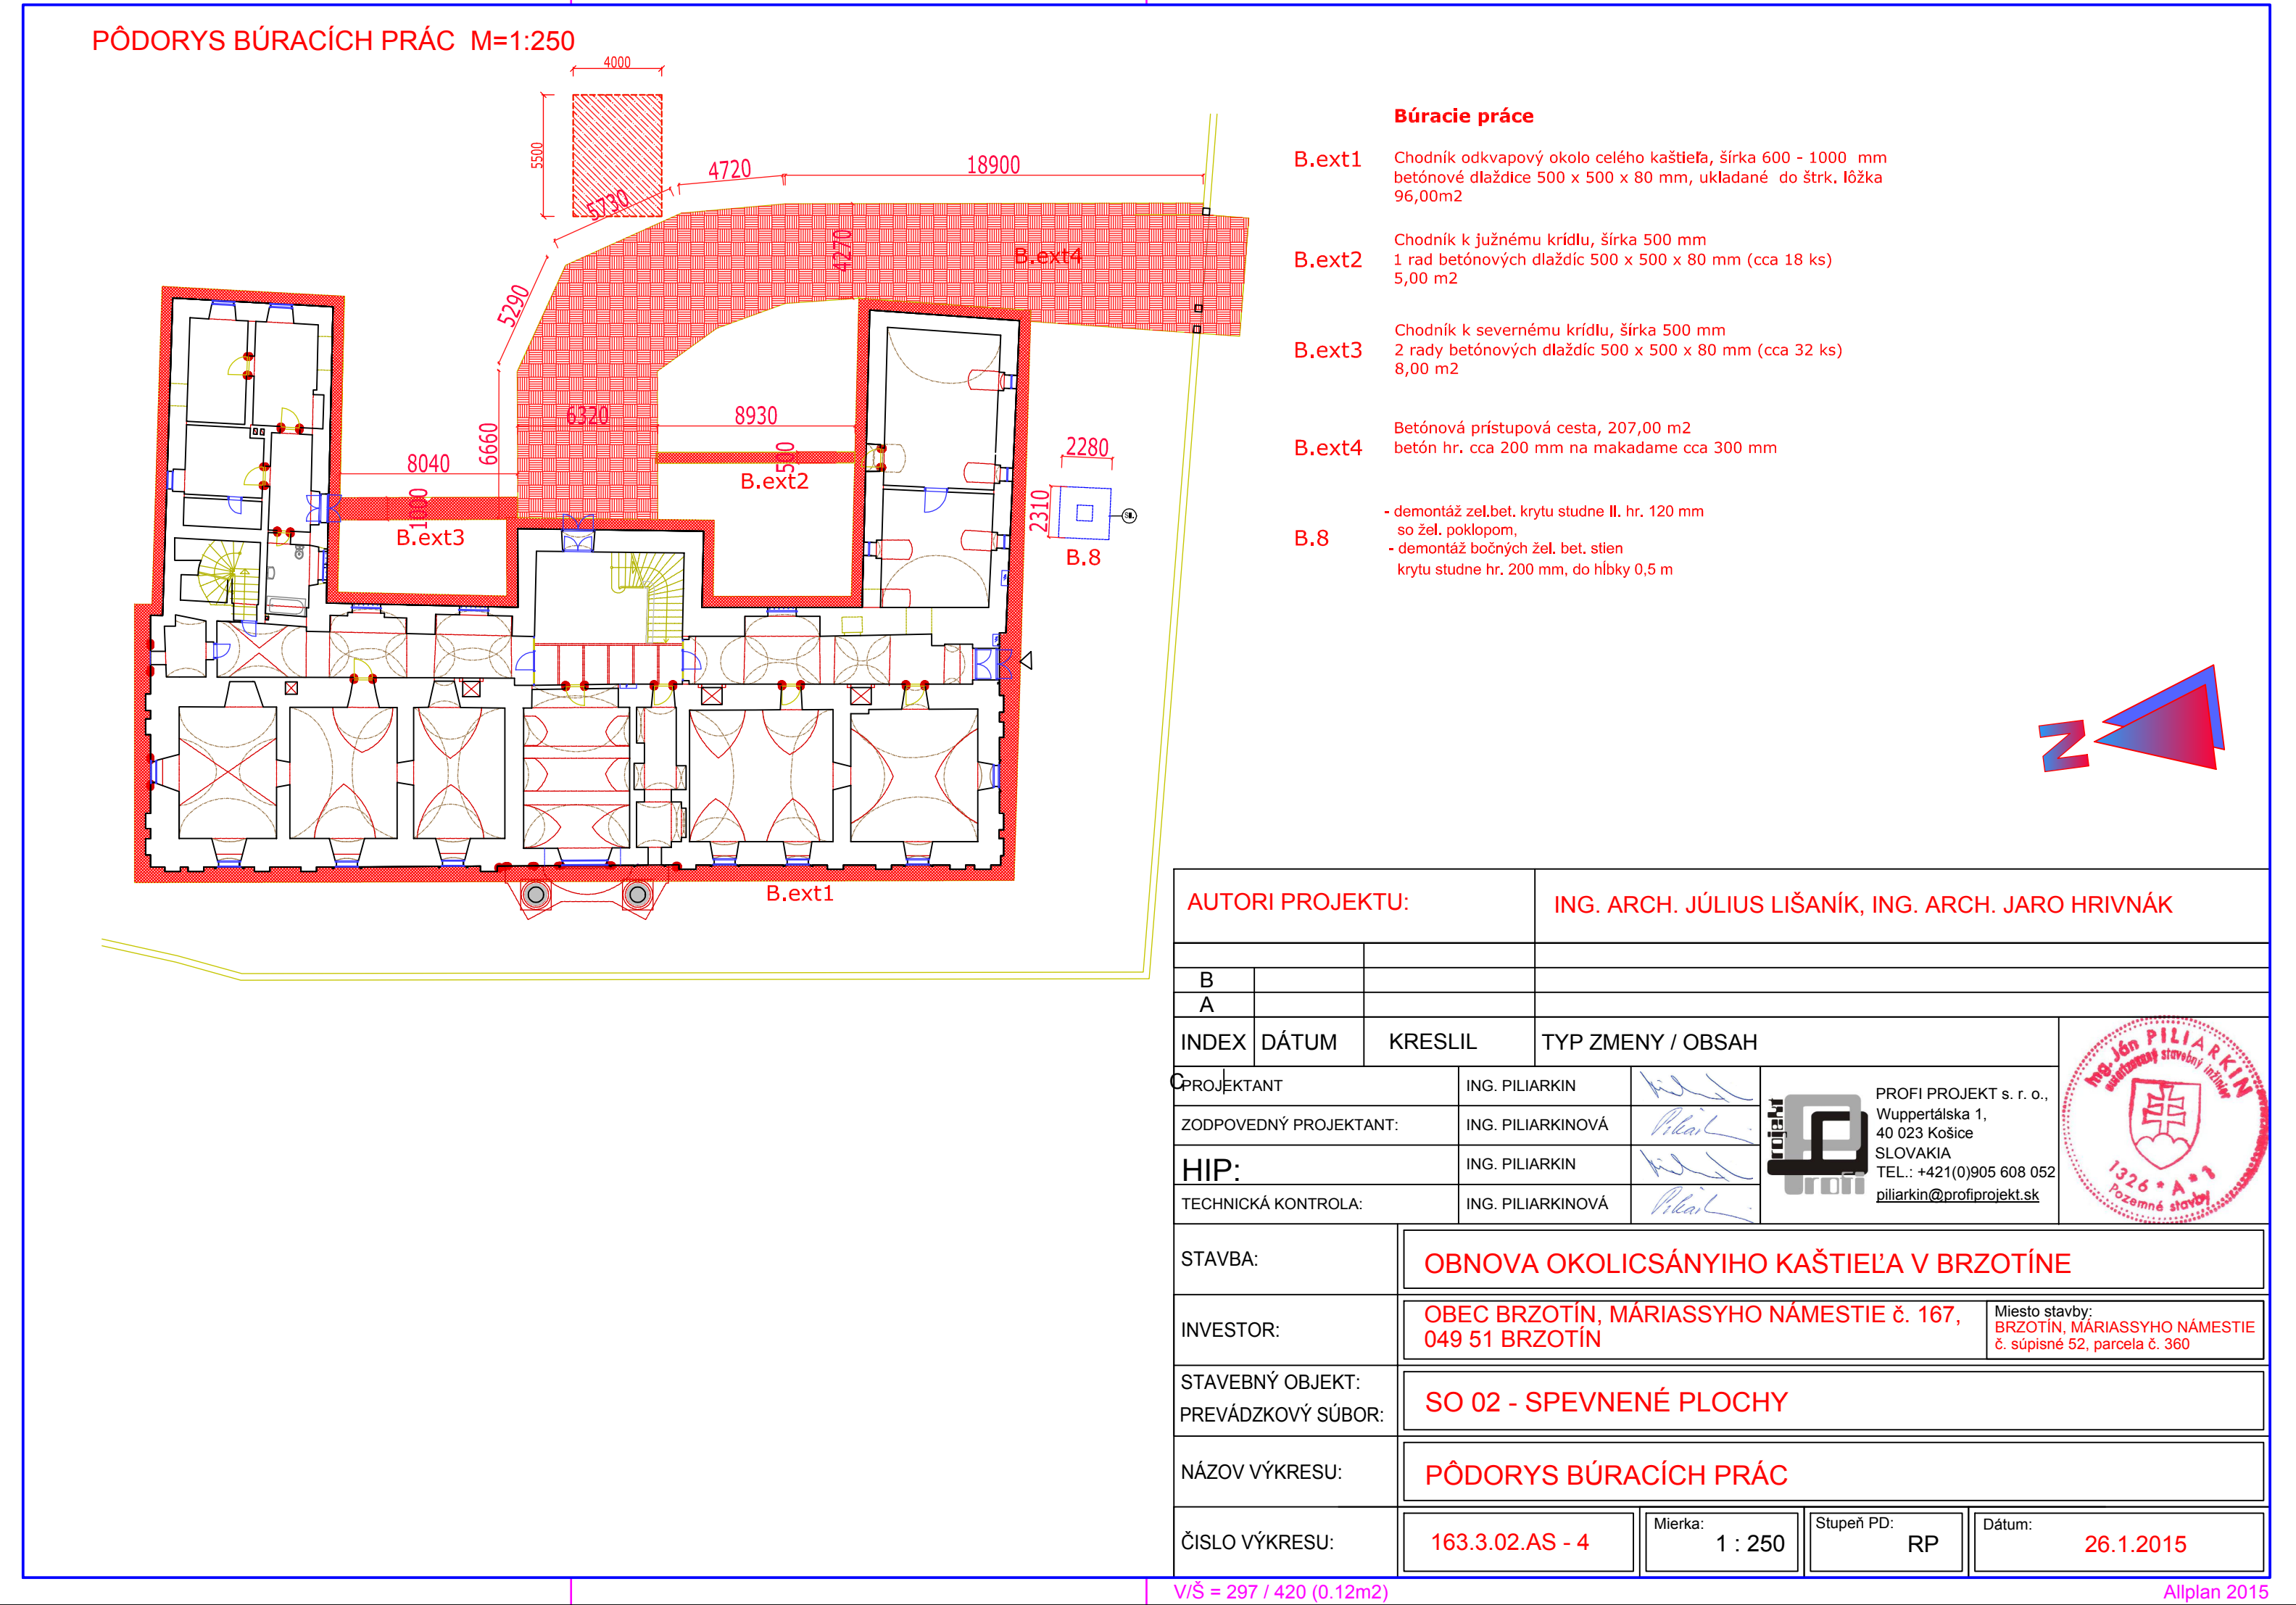 PÔDORYS BÚRACÍCH PRÁC M=1:250
4000
5500
5730
4720
18900
5290
4270
B.ext4
6660
6320
8930
500
B.ext2
8040
1000
B.ext3
2280
2310
B.8
B.ext1
Búracie práce
B.ext1
Chodník odkvapový okolo celého kaštieľa, šírka 600 - 1000 mm
betónové dlaždice 500 x 500 x 80 mm, ukladané do štrk. lôžka
96,00m2
B.ext2
Chodník k južnému krídlu, šírka 500 mm
1 rad betónových dlaždíc 500 x 500 x 80 mm (cca 18 ks)
5,00 m2
B.ext3
Chodník k severnému krídlu, šírka 500 mm
2 rady betónových dlaždíc 500 x 500 x 80 mm (cca 32 ks)
8,00 m2
B.ext4
Betónová prístupová cesta, 207,00 m2
betón hr. cca 200 mm na makadame cca 300 mm
B.8
- demontáž zel.bet. krytu studne II. hr. 120 mm
so žel. poklopom,
- demontáž bočných žel. bet. stien
krytu studne hr. 200 mm, do hĺbky 0,5 m
N
AUTORI PROJEKTU:
ING. ARCH. JÚLIUS LIŠANÍK, ING. ARCH. JARO HRIVNÁK
B
A
INDEX DÁTUM KRESLIL TYP ZMENY / OBSAH
C
PROJEKTANT ING. PILIARKIN
ZODPOVEDNÝ PROJEKTANT: ING. PILIARKINOVÁ
HIP: ING. PILIARKIN
TECHNICKÁ KONTROLA: ING. PILIARKINOVÁ
projekt
Profi
PROFI PROJEKT s. r. o.,
Wuppertálska 1,
40 023 Košice
SLOVAKIA
TEL.: +421(0)905 608 052
piliarkin@profiprojekt.sk
Ing. Ján PILIARKIN
autorizovaný stavebný inžinier
1326 * A * 1
Pozemné stavby
STAVBA:
OBNOVA OKOLICSÁNYIHO KAŠTIEĽA V BRZOTÍNE
INVESTOR:
OBEC BRZOTÍN, MÁRIASSYHO NÁMESTIE č. 167,
049 51 BRZOTÍN
Miesto stavby:
BRZOTÍN, MÁRIASSYHO NÁMESTIE
č. súpisné 52, parcela č. 360
STAVEBNÝ OBJEKT:
PREVÁDZKOVÝ SÚBOR:
SO 02 - SPEVNENÉ PLOCHY
NÁZOV VÝKRESU:
PÔDORYS BÚRACÍCH PRÁC
ČISLO VÝKRESU:
163.3.02.AS - 4
Mierka:
1 : 250
Stupeň PD:
RP
Dátum:
26.1.2015
V/Š = 297 / 420 (0.12m2)
Allplan 2015